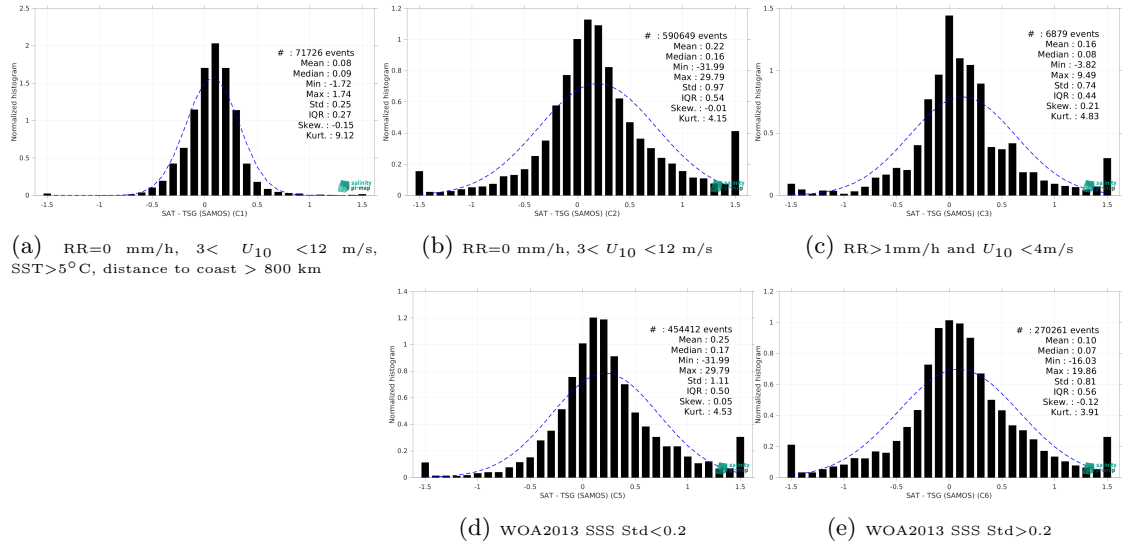 2.5
2
1.5
1
0.5
0
Normalized histogram
# : 71726 events
Mean : 0.08
Median : 0.09
Min : -1.72
Max : 1.74
Std : 0.25
IQR : 0.27
Skew. : -0.15
Kurt. : 9.12
salinity
pi-mep
-1.5 -1 -0.5 0 0.5 1 1.5
SAT - TSG (SAMOS) (C1)
(a) RR=0 mm/h, 3< U10 <12 m/s,
SST>5°C, distance to coast > 800 km
1.2
1
0.8
0.6
0.4
0.2
0
Normalized histogram
# : 590649 events
Mean : 0.22
Median : 0.16
Min : -31.99
Max : 29.79
Std : 0.97
IQR : 0.54
Skew. : -0.01
Kurt. : 4.15
salinity
pi-mep
-1.5 -1 -0.5 0 0.5 1 1.5
SAT - TSG (SAMOS) (C2)
(b) RR=0 mm/h, 3< U10 <12 m/s
1.5
1
0.5
0
Normalized histogram
# : 6879 events
Mean : 0.16
Median : 0.08
Min : -3.82
Max : 9.49
Std : 0.74
IQR : 0.44
Skew. : 0.21
Kurt. : 4.83
salinity
pi-mep
-1.5 -1 -0.5 0 0.5 1 1.5
SAT - TSG (SAMOS) (C3)
(c) RR>1mm/h and U10 <4m/s
1.4
1.2
1
0.8
0.6
0.4
0.2
0
Normalized histogram
# : 454412 events
Mean : 0.25
Median : 0.17
Min : -31.99
Max : 29.79
Std : 1.11
IQR : 0.50
Skew. : 0.05
Kurt. : 4.53
salinity
pi-mep
-1.5 -1 -0.5 0 0.5 1 1.5
SAT - TSG (SAMOS) (C5)
(d) WOA2013 SSS Std<0.2
1.2
1
0.8
0.6
0.4
0.2
0
Normalized histogram
# : 270261 events
Mean : 0.10
Median : 0.07
Min : -16.03
Max : 19.86
Std : 0.81
IQR : 0.56
Skew. : -0.12
Kurt. : 3.91
salinity
pi-mep
-1.5 -1 -0.5 0 0.5 1 1.5
SAT - TSG (SAMOS) (C6)
(e) WOA2013 SSS Std>0.2